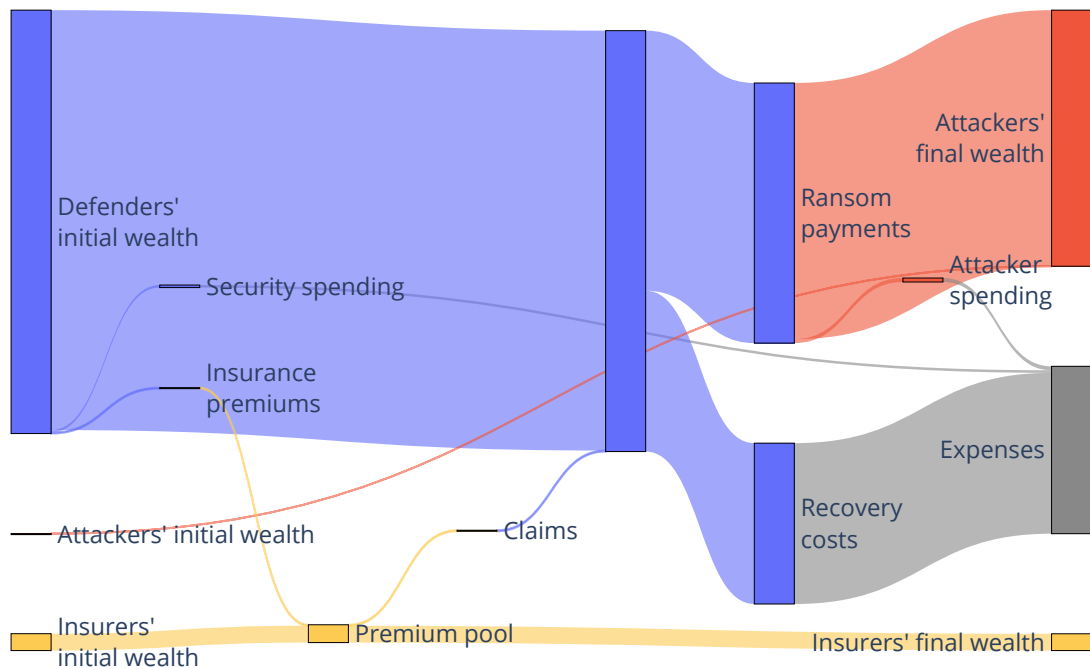 Defenders'
initial wealth
Security spending
Insurance
premiums
Attackers' initial wealth
Insurers'
initial wealth
Premium pool
Claims
Ransom
payments
Recovery
costs
Attackers'
final wealth
Attacker
spending
Expenses
Insurers' final wealth